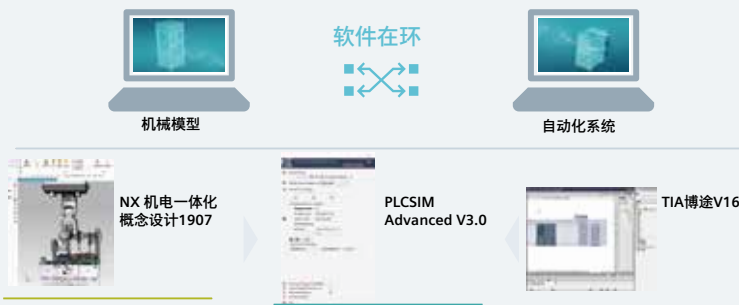 软件在环
机械模型
自动化系统
NX 机电一体化
概念设计1907
PLCSIM
Advanced V3.0
TIA博途V16